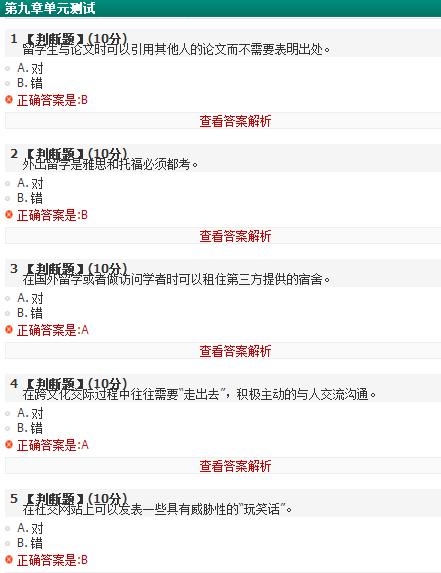 第九章单元测试
1 【判断题】(10分)
留学生写论文时可以引用其他人的论文而不需要表明出处。
A. 对
B. 错
正确答案是:B
查看答案解析
2 【判断题】(10分)
外出留学是雅思和托福必须都考。
A. 对
B. 错
正确答案是:B
查看答案解析
3 【判断题】(10分)
在国外留学或者做访问学者时可以租住第三方提供的宿舍。
A. 对
B. 错
正确答案是:A
查看答案解析
4 【判断题】(10分)
在跨文化交际过程中往往需要"走出去"，积极主动的与人交流沟通。
A. 对
B. 错
正确答案是:A
查看答案解析
5 【判断题】(10分)
在社交网站上可以发表一些具有威胁性的"玩笑话"。
A. 对
B. 错
正确答案是:B